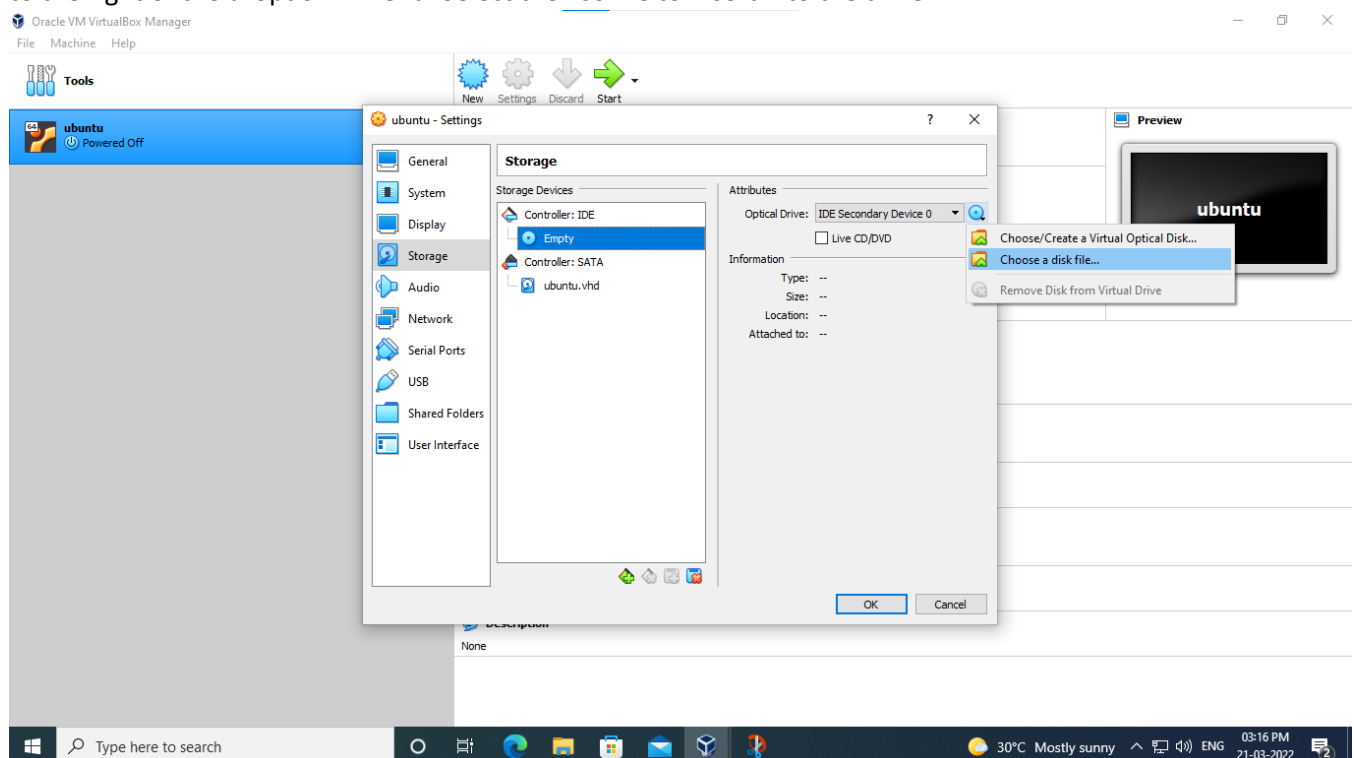 Oracle VM VirtualBox Manager
File Machine Help
Tools
New Settings Discard Start
ubuntu
Powered Off
64
ubuntu - Settings
?
General
System
Display
Storage
Audio
Network
Serial Ports
USB
Shared Folders
User Interface
Storage
Storage Devices
Controller: IDE
Empty
Controller: SATA
ubuntu.vhd
Attributes
Optical Drive: IDE Secondary Device 0
Live CD/DVD
Information
Type: --
Size: --
Location: --
Attached to: --
OK Cancel
Choose/Create a Virtual Optical Disk...
Choose a disk file...
Remove Disk from Virtual Drive
Preview
ubuntu
Description
None
Type here to search
30°C Mostly sunny
ENG
03:16 PM
21-03-2022
2